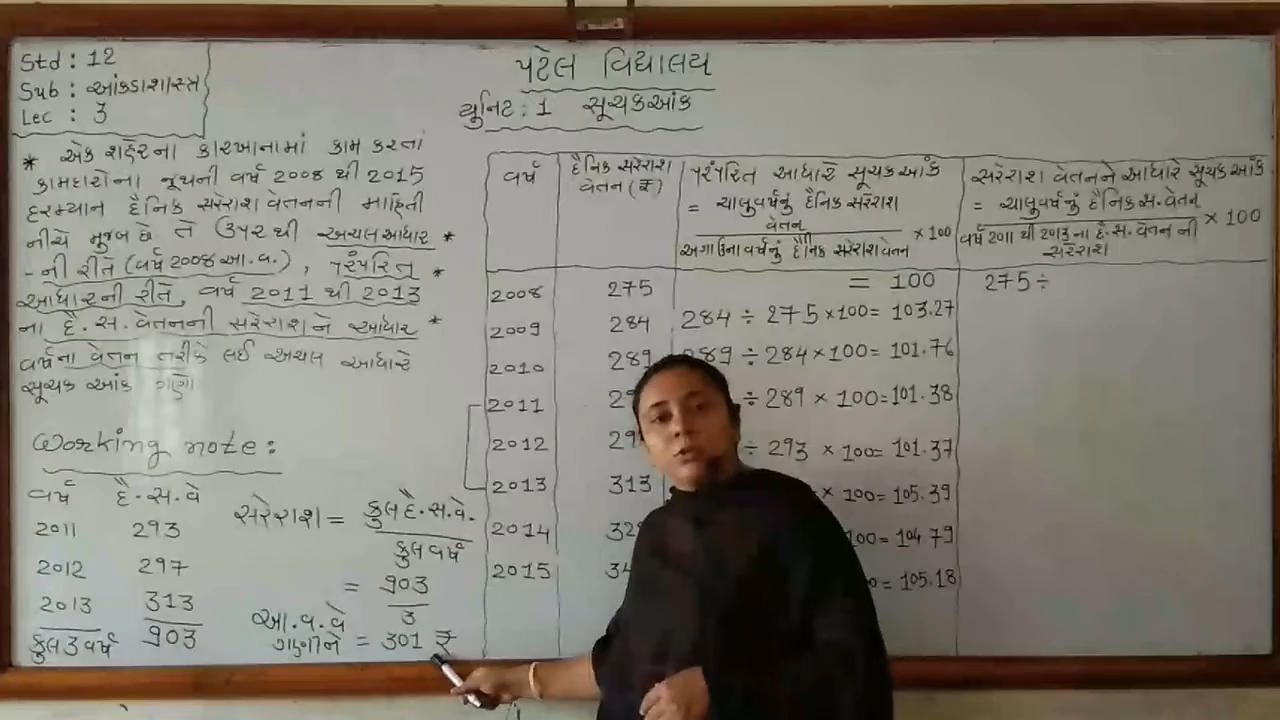 Std : 12
Sub : આંકડાશાસ્ત્ર
Lec : 3
પટેલ વિદ્યાલય
યુનિટ : 1 સૂચકઆંક
* એક શહેરના કારખાનામાં કામ કરતાં
કામદારોના જૂથની વર્ષ 2008 થી 2015
દરમ્યાન દૈનિક સરેરાશ વેતનની માહિતી
નીચે મુજબ છે તે ઉપરથી અચલ આધાર *
- ની રીતે (વર્ષ 2008 આ.વ.), પરંપરિત *
આધારની રીતે, વર્ષ 2011 થી 2013
ના દૈ. સ. વેતનની સરેરાશને આધાર *
વર્ષના વેતન તરીકે લઈ અચલ આધારે
સૂચક આંક ગણો
Working note:
વર્ષ દૈ.સ.વે
2011 293
2012 297
2013 313
કુલ 3 વર્ષ 903
સરેરાશ = કુલ દૈ.સ.વે.
કુલ વર્ષ
= 903
3
આ.વ.વે
ગણીને = 301 ₹
વર્ષ દૈનિક સરેરાશ વેતન (₹)
પરંપરિત આધારે સૂચકઆંક
= ચાલુવર્ષનું દૈનિક સરેરાશ
વેતન
અગાઉના વર્ષનું દૈનિક સરેરાશ વેતન × 100
સરેરાશ વેતનને આધારે સૂચકઆંક
= ચાલુવર્ષનું દૈનિક સ. વેતન
વર્ષ 2011 થી 2013 ના દૈ. સ. વેતન ની
સરેરાશ × 100
2008 275 = 100 275 ÷
2009 284 284 ÷ 275 × 100 = 103.27
2010 289 289 ÷ 284 × 100 = 101.76
2011 29 ÷ 289 × 100 = 101.38
2012 29 ÷ 293 × 100 = 101.37
2013 313 × 100 = 105.39
2014 32 100 = 104.79
2015 34 = 105.18